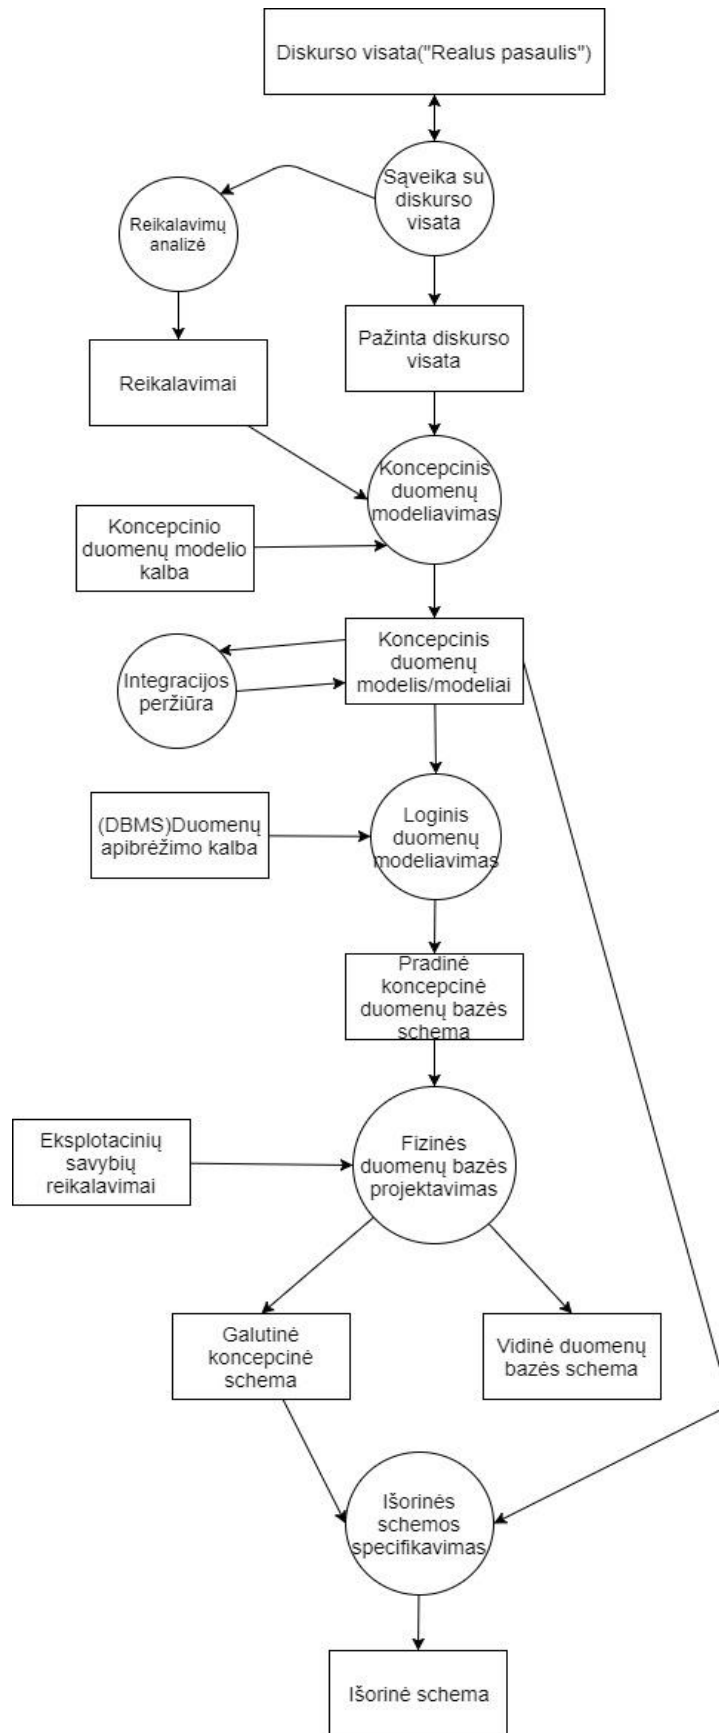 Diskurso visata("Realus pasaulis")
Sąveika su
diskurso
visata
Reikalavimų
analizė
Pažinta diskurso
visata
Reikalavimai
Koncepcinis
duomenų
modeliavimas
Koncepcinio
duomenų modelio
kalba
Koncepcinis
duomenų
modelis/modeliai
Integracijos
peržiūra
(DBMS)Duomenų
apibrėžimo kalba
Loginis
duomenų
modeliavimas
Pradinė
koncepcinė
duomenų bazės
schema
Eksplotacinių
savybių
reikalavimai
Fizinės
duomenų bazės
projektavimas
Galutinė
koncepcinė
schema
Vidinė duomenų
bazės schema
Išorinės
schemos
specifikavimas
Išorinė schema